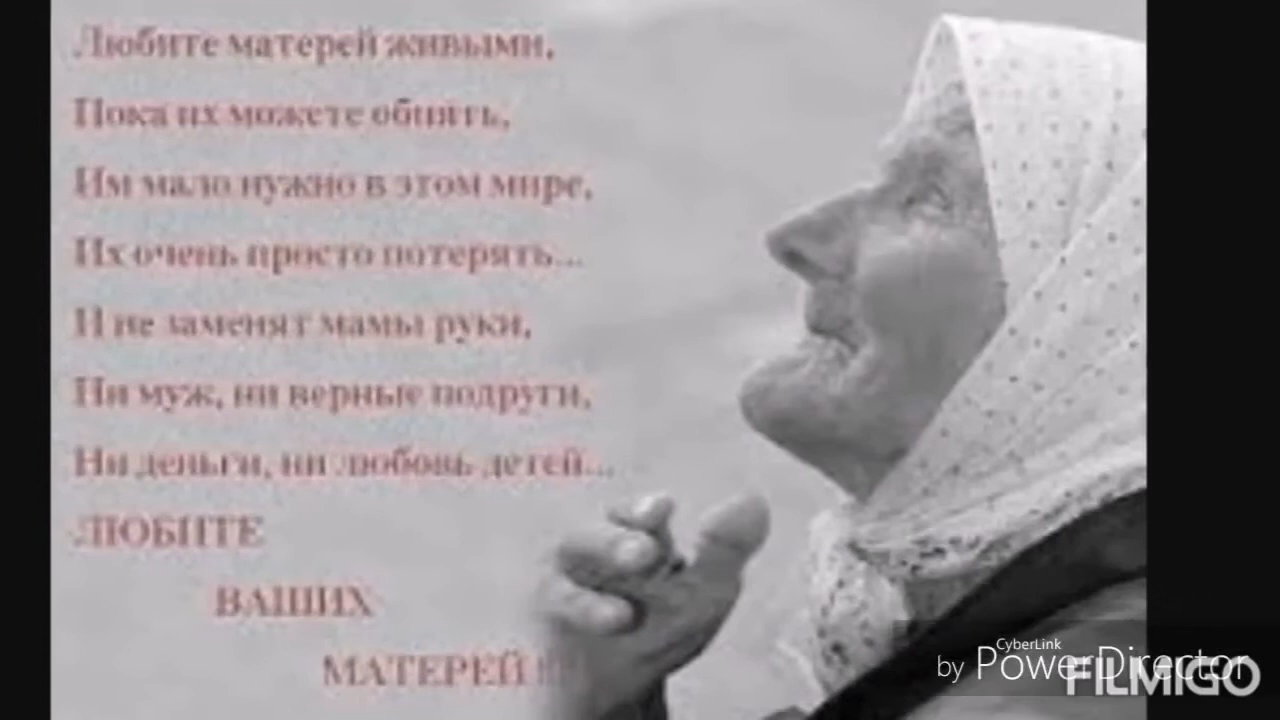 Любите матерей живыми,
Пока их можете обнять,
Им мало нужно в этом мире,
Их очень просто потерять...
И не заменят мамы руки,
Ни муж, ни верные подруги,
Ни деньги, ни любовь детей...
ЛЮБИТЕ
ВАШИХ
МАТЕРЕЙ!!!
CyberLink
by PowerDirector
FILMIGO